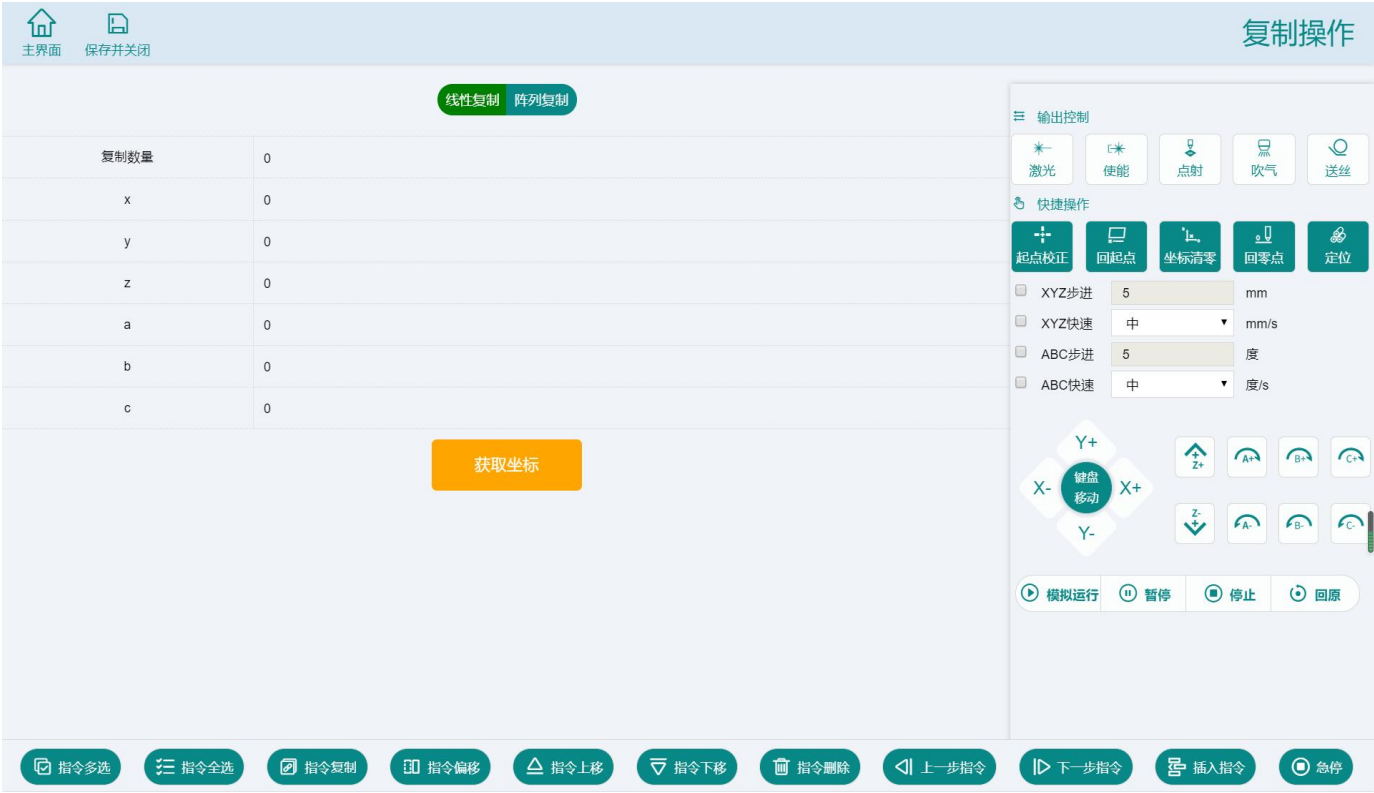 主界面 保存并关闭 复制操作
线性复制 阵列复制
复制数量 0
x 0
y 0
z 0
a 0
b 0
c 0
获取坐标
输出控制
激光 使能 点射 吹气 送丝
快捷操作
起点校正 回起点 坐标清零 回零点 定位
XYZ步进 5 mm
XYZ快速 中 mm/s
ABC步进 5 度
ABC快速 中 度/s
Y+
X- 键盘移动 X+
Y-
Z+ A+ B+ C+
Z- A- B- C-
模拟运行 暂停 停止 回原
指令多选 指令全选 指令复制 指令偏移 指令上移 指令下移 指令删除 上一步指令 下一步指令 插入指令 急停